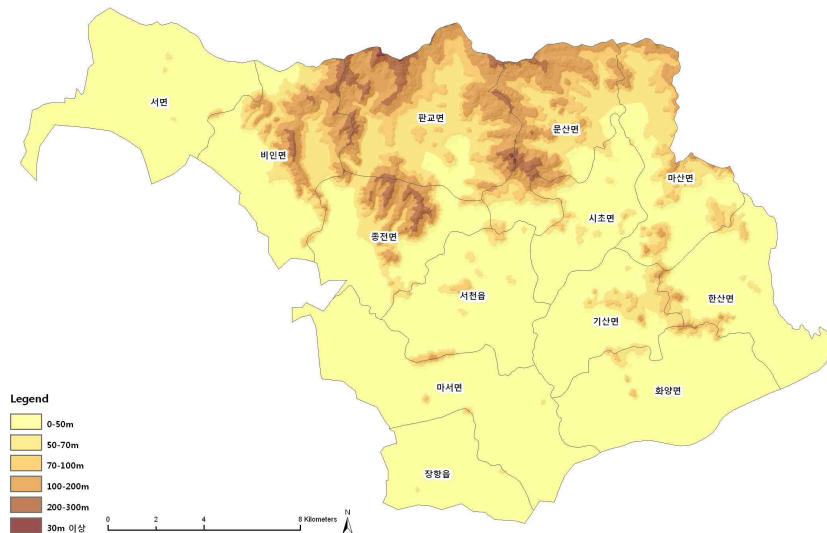 서면
판교면
문산면
비인면
마산면
시초면
종전면
서천읍
한산면
기산면
마서면
화양면
장항읍
Legend
0-50m
50-70m
70-100m
100-200m
200-300m
30m 이상
0 2 4 8 Kilometers
N